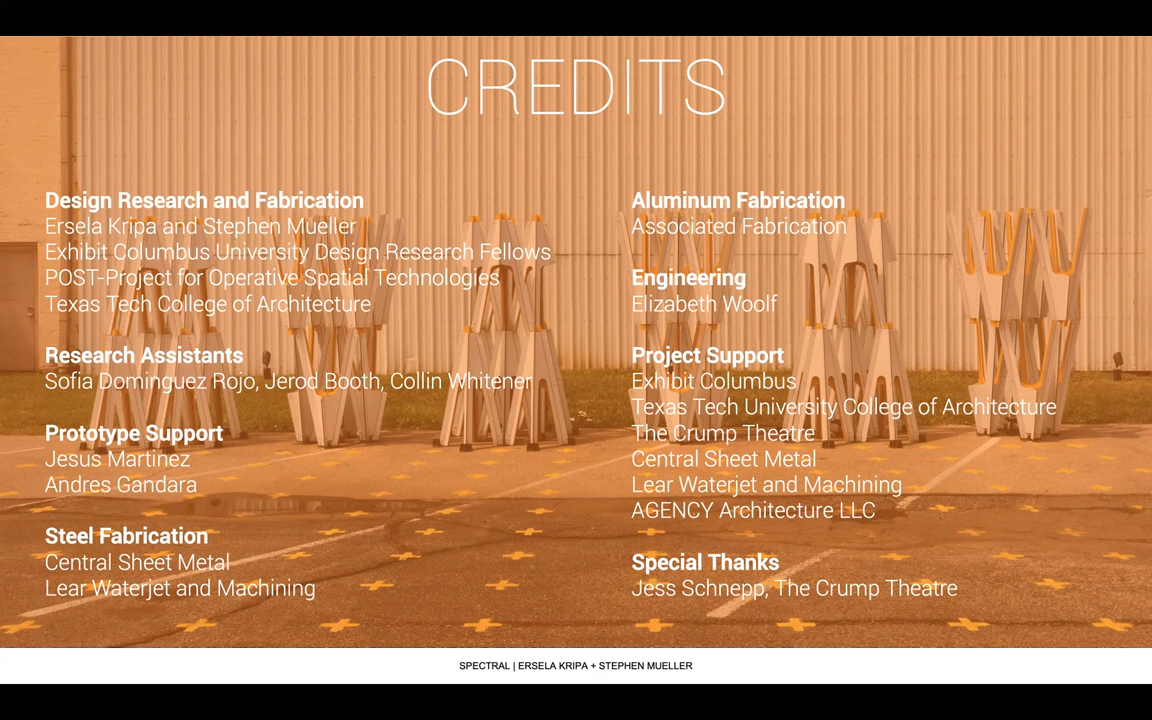 CREDITS
Design Research and Fabrication
Ersela Kripa and Stephen Mueller
Exhibit Columbus University Design Research Fellows
POST-Project for Operative Spatial Technologies
Texas Tech College of Architecture
Research Assistants
Sofia Dominguez Rojo, Jerod Booth, Collin Whitener
Prototype Support
Jesus Martinez
Andres Gandara
Steel Fabrication
Central Sheet Metal
Lear Waterjet and Machining
Aluminum Fabrication
Associated Fabrication
Engineering
Elizabeth Woolf
Project Support
Exhibit Columbus
Texas Tech University College of Architecture
The Crump Theatre
Central Sheet Metal
Lear Waterjet and Machining
AGENCY Architecture LLC
Special Thanks
Jess Schnepp, The Crump Theatre
SPECTRAL | ERSELA KRIPA + STEPHEN MUELLER